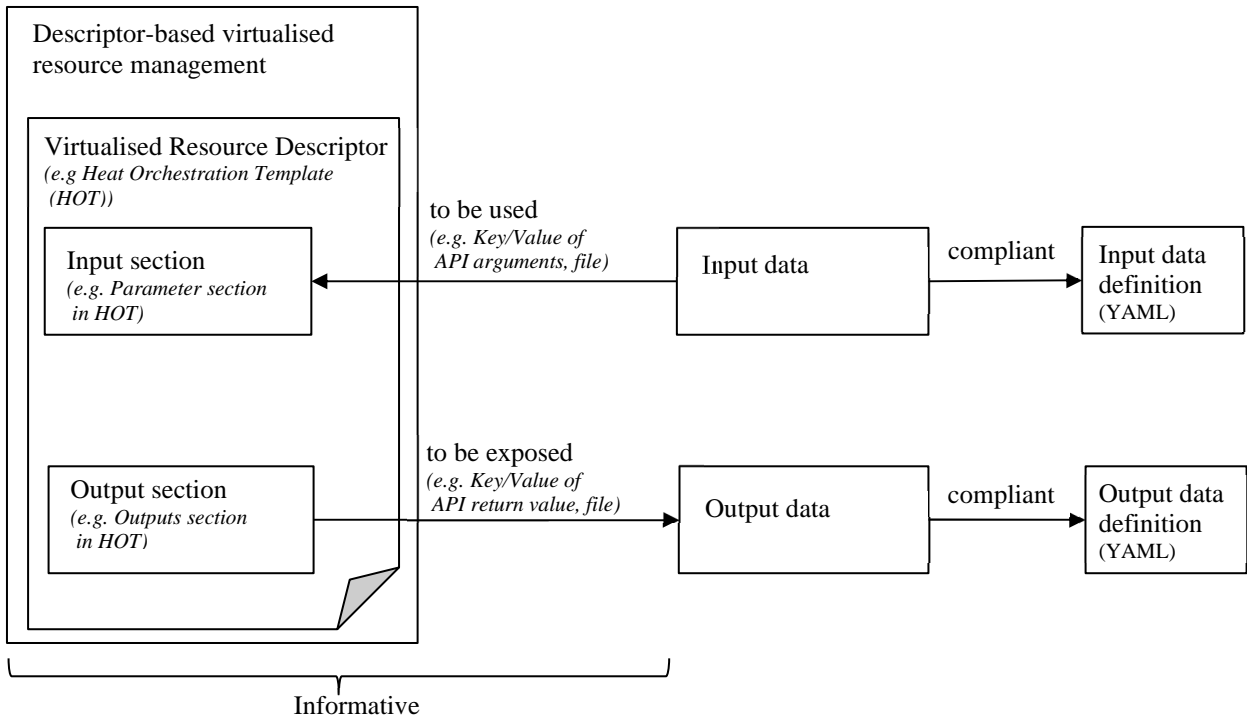 Descriptor-based virtualised
resource management
Virtualised Resource Descriptor
(e.g Heat Orchestration Template
(HOT))
Input section
(e.g. Parameter section
in HOT)
to be used
(e.g. Key/Value of
API arguments, file)
Input data
compliant
Input data
definition
(YAML)
Output section
(e.g. Outputs section
in HOT)
to be exposed
(e.g. Key/Value of
API return value, file)
Output data
compliant
Output data
definition
(YAML)
Informative